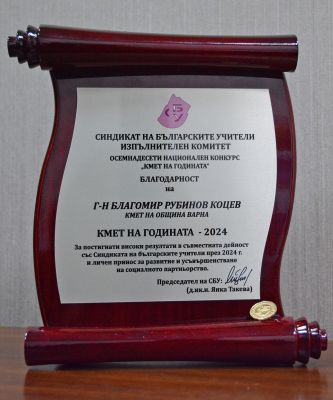 СБУ
СИНДИКАТ НА БЪЛГАРСКИТЕ УЧИТЕЛИ
ИЗПЪЛНИТЕЛЕН КОМИТЕТ
ОСЕМНАДЕСЕТИ НАЦИОНАЛЕН КОНКУРС
„КМЕТ НА ГОДИНАТА"
БЛАГОДАРНОСТ
на
Г-Н БЛАГОМИР РУБИНОВ КОЦЕВ
КМЕТ НА ОБЩИНА ВАРНА
КМЕТ НА ГОДИНАТА - 2024
За постигнати високи резултати в съвместната дейност
със Синдиката на българските учители през 2024 г.
и личен принос за развитие и усъвършенстване
на социалното партньорство.
Председател на СБУ:
(д.ик.н. Янка Такева)